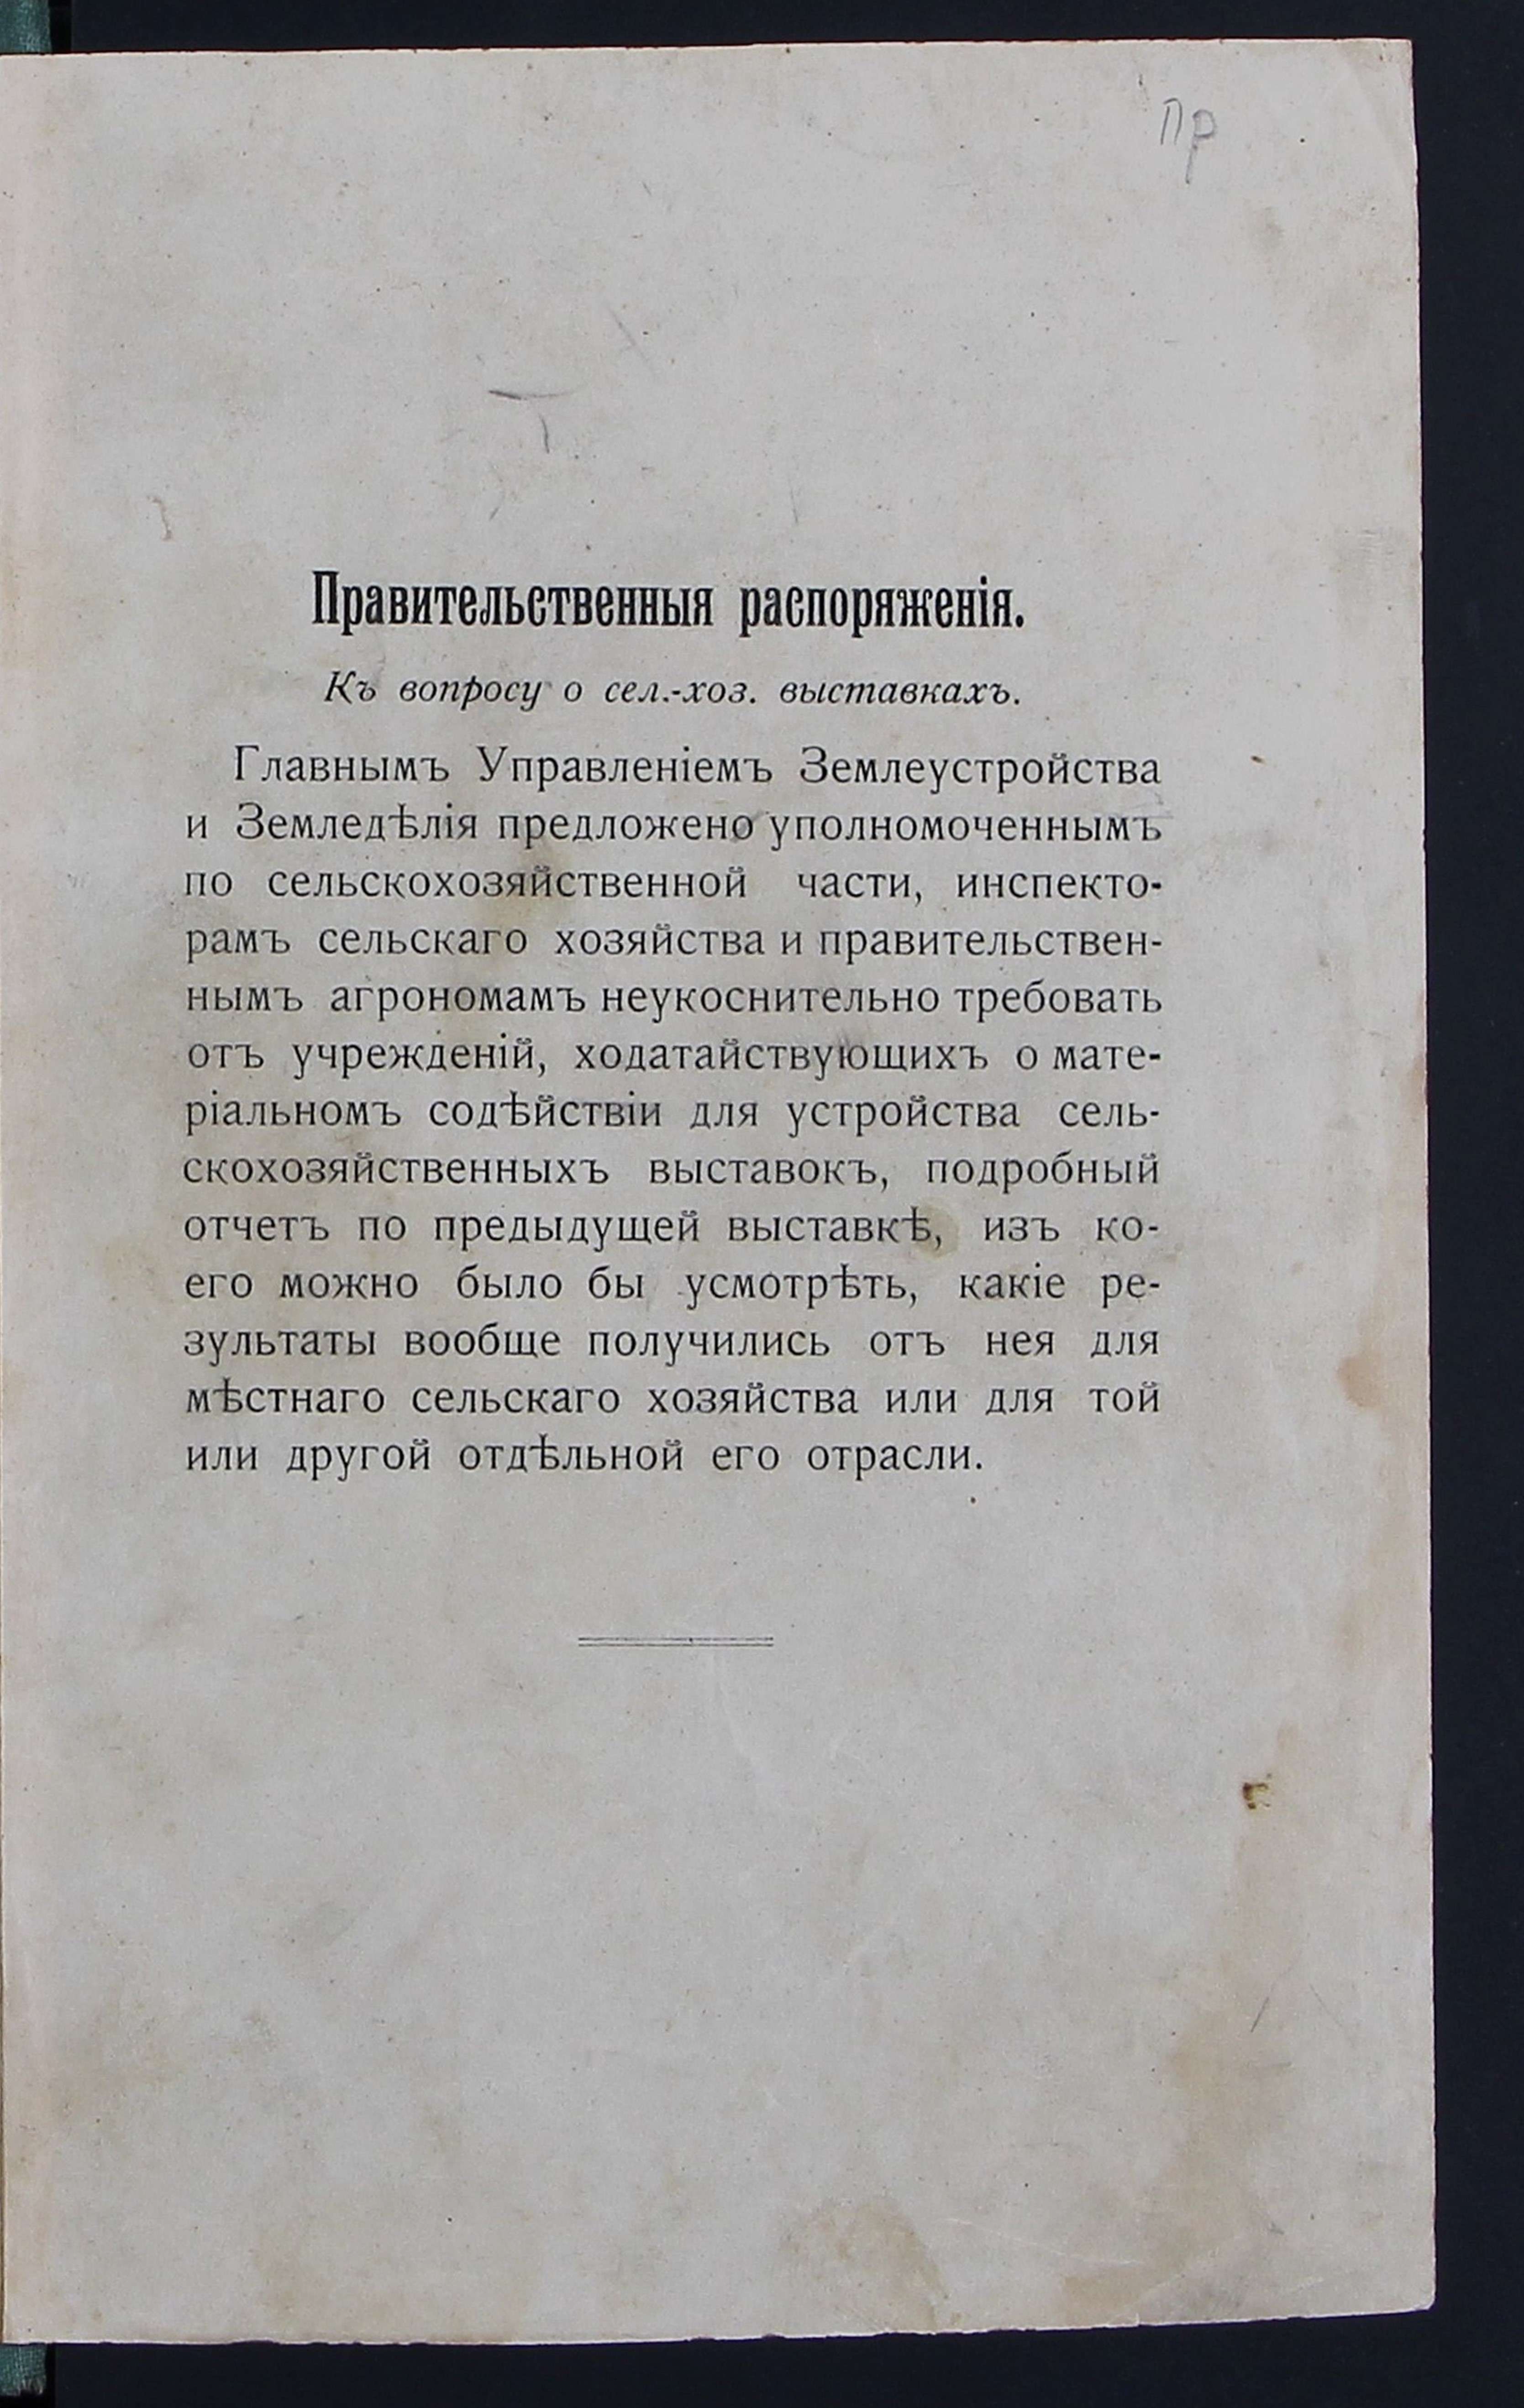 Пр
Правительственныя распоряженія.
Къ вопросу о сел.-хоз. выставкахъ.
Главнымъ Управленіемъ Землеустройства
и Земледѣлія предложено уполномоченнымъ
по сельскохозяйственной части, инспекто-
рамъ сельскаго хозяйства и правительствен-
нымъ агрономамъ неукоснительно требовать
отъ учрежденій, ходатайствующихъ о мате-
ріальномъ содѣйствіи для устройства сель-
скохозяйственныхъ выставокъ, подробный
отчетъ по предыдущей выставкѣ, изъ ко-
его можно было бы усмотрѣть, какіе ре-
зультаты вообще получились отъ нея для
мѣстнаго сельскаго хозяйства или для той
или другой отдѣльной его отрасли.